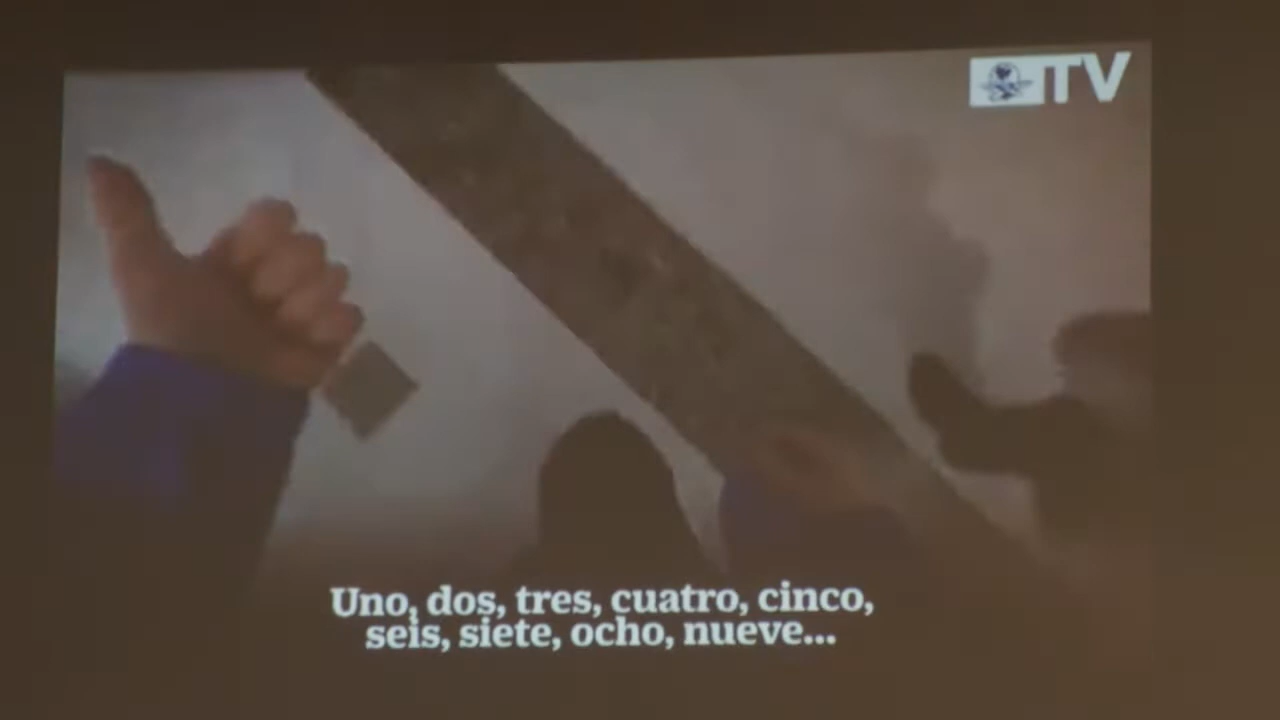 TV
Uno, dos, tres, cuatro, cinco,
seis, siete, ocho, nueve...